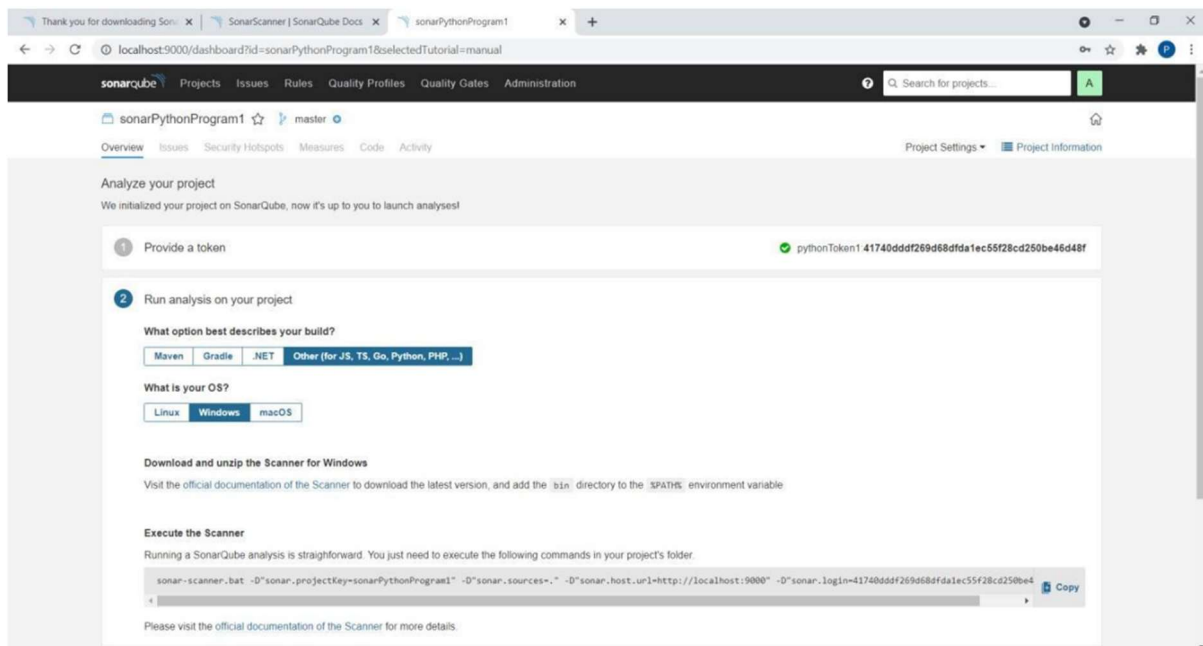 Thank you for downloading Son
SonarScanner | SonarQube Docs
sonarPythonProgram1
localhost:9000/dashboard?id=sonarPythonProgram1&selectedTutorial=manual
P
sonarqube Projects Issues Rules Quality Profiles Quality Gates Administration
Search for projects...
A
sonarPythonProgram1 master
Overview Issues Security Hotspots Measures Code Activity
Project Settings Project Information
Analyze your project
We initialized your project on SonarQube, now it's up to you to launch analyses!
1 Provide a token
pythonToken1:41740dddf269d68dfda1ec55f28cd250be46d48f
2 Run analysis on your project
What option best describes your build?
Maven Gradle .NET Other (for JS, TS, Go, Python, PHP, ...)
What is your OS?
Linux Windows macOS
Download and unzip the Scanner for Windows
Visit the official documentation of the Scanner to download the latest version, and add the bin directory to the %PATH% environment variable
Execute the Scanner
Running a SonarQube analysis is straighforward. You just need to execute the following commands in your project's folder.
sonar-scanner.bat -D"sonar.projectKey=sonarPythonProgram1" -D"sonar.sources=." -D"sonar.host.url=http://localhost:9000" -D"sonar.login=41740dddf269d68dfda1ec55f28cd250be4
Copy
Please visit the official documentation of the Scanner for more details.